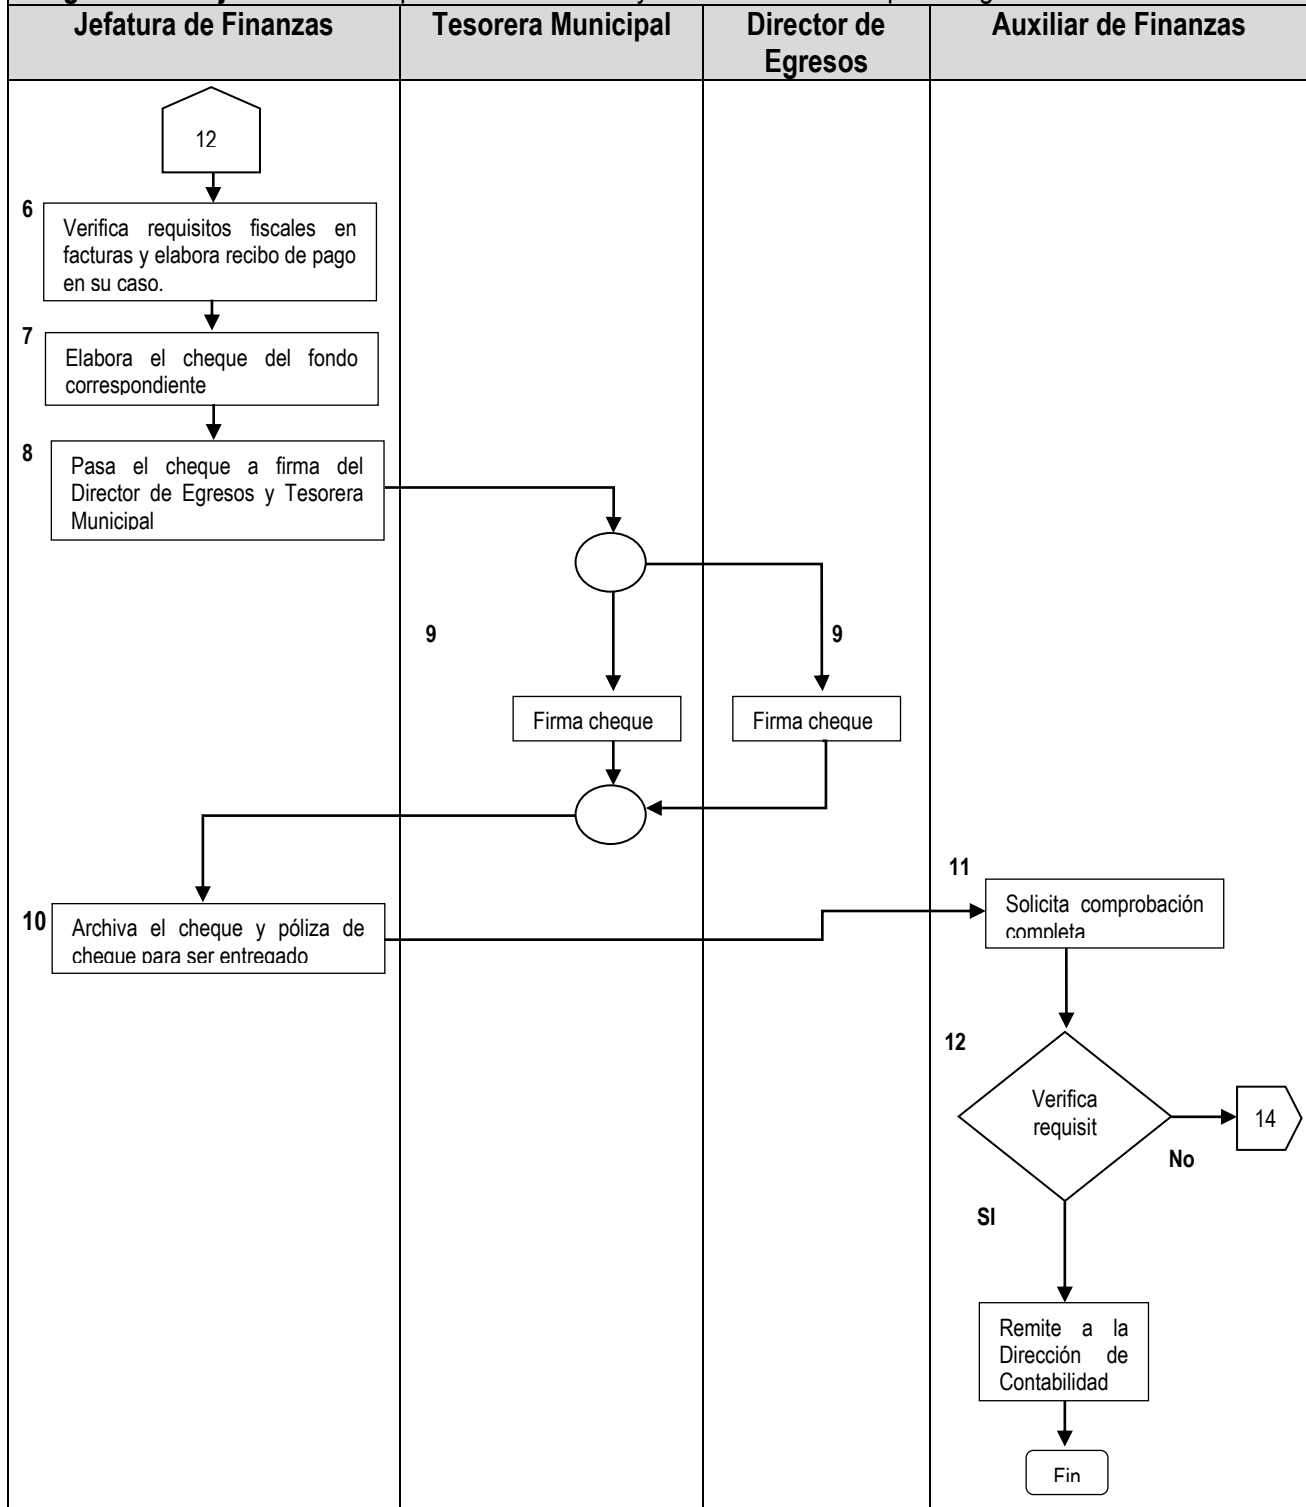 Jefatura de Finanzas
Tesorera Municipal
Director de
Egresos
Auxiliar de Finanzas
12
6
Verifica requisitos fiscales en
facturas y elabora recibo de pago
en su caso.
7
Elabora el cheque del fondo
correspondiente
8
Pasa el cheque a firma del
Director de Egresos y Tesorera
Municipal
9
9
Firma cheque
Firma cheque
10
Archiva el cheque y póliza de
cheque para ser entregado
11
Solicita comprobación
completa
12
Verifica
requisit
No
14
SI
Remite a la
Dirección de
Contabilidad
Fin